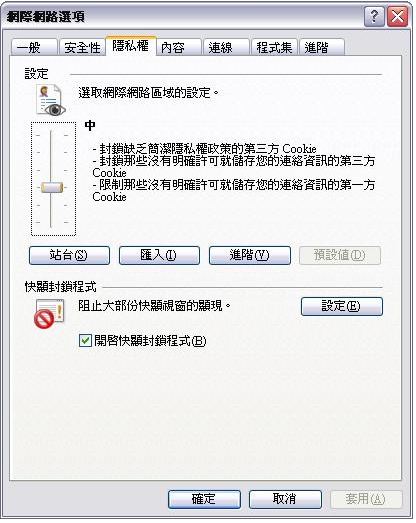 網際網路選項
一般 安全性 隱私權 內容 連線 程式集 進階
設定
選取網際網路區域的設定。
中
- 封鎖缺乏簡潔隱私權政策的第三方 Cookie
- 封鎖那些沒有明確許可就儲存您的連絡資訊的第三方
Cookie
- 限制那些沒有明確許可就儲存您的連絡資訊的第一方
Cookie
站台(S) 匯入(I) 進階(V) 預設值(D)
快顯封鎖程式
阻止大部份快顯視窗的顯現。 設定(E)
開啓快顯封鎖程式(B)
確定 取消 套用(A)